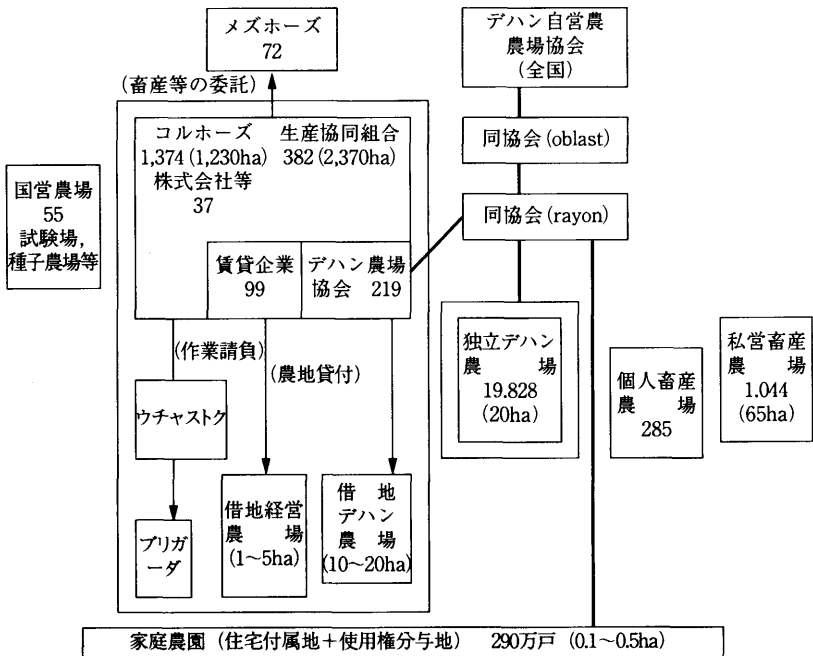 メズホーズ
72
(畜産等の委託)
コルホーズ 生産協同組合
1,374(1,230ha) 382(2,370ha)
株式会社等
37
賃貸企業
99
デハン農場
協会 219
(作業請負)
(農地貸付)
ウチャストク
ブリガ
ーダ
借地経営
農 場
(1〜5ha)
借 地
デハン
農 場
(10〜20ha)
国営農場
55
試験場,
種子農場等
デハン自営農
農場協会
(全国)
同協会(oblast)
同協会(rayon)
独立デハン
農 場
19.828
(20ha)
個人畜産
農 場
285
私営畜産
農 場
1.044
(65ha)
家庭農園 (住宅付属地+使用権分与地) 290万戸 (0.1〜0.5ha)